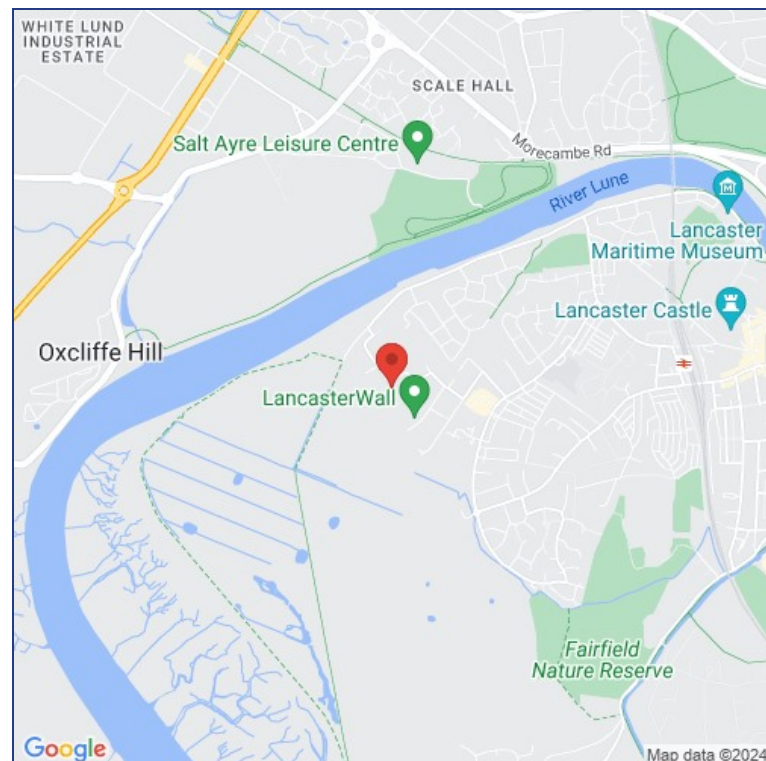 WHITE LUND
INDUSTRIAL
ESTATE
SCALE HALL
Salt Ayre Leisure Centre
Morecambe Rd
River Lune
Lancaster
Maritime Museum
Lancaster Castle
Oxcliffe Hill
LancasterWall
Fairfield
Nature Reserve
Google
Map data ©2024